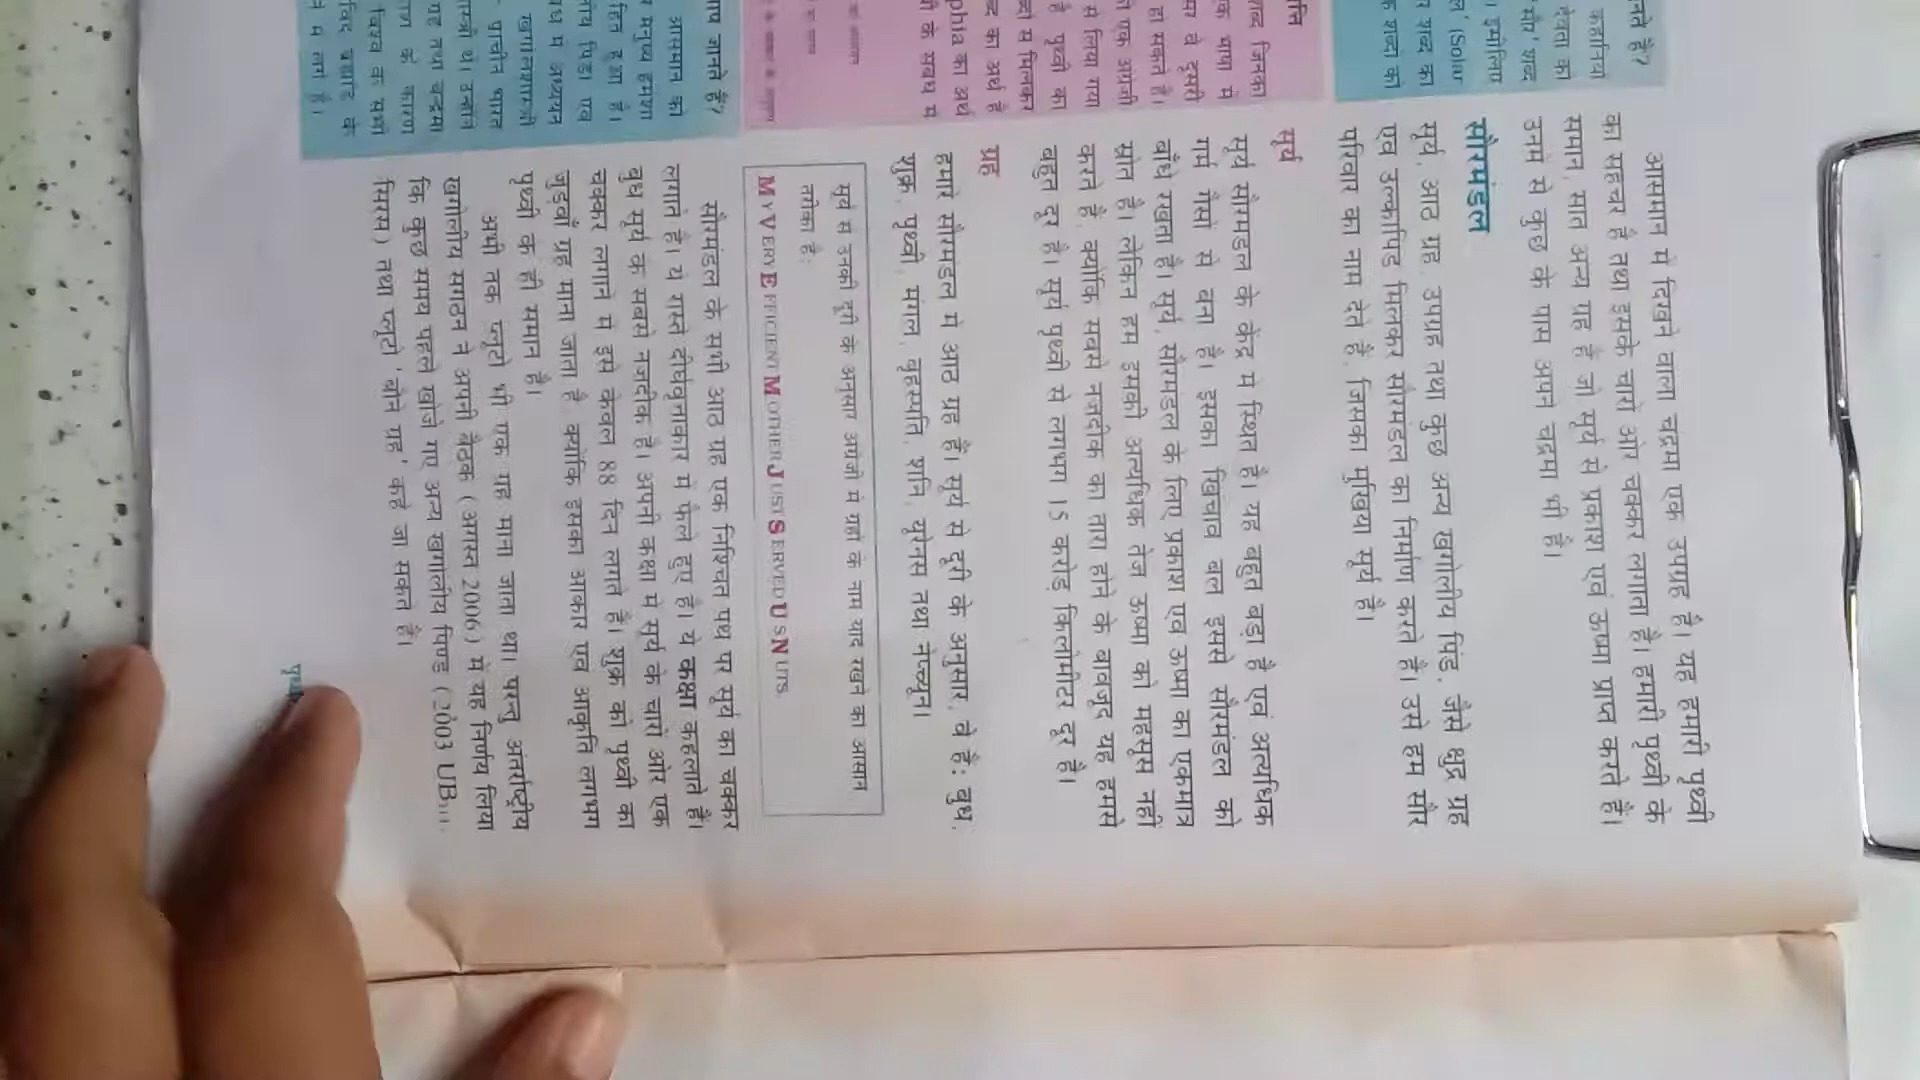 आसमान में दिखने वाला चंद्रमा एक उपग्रह है। यह हमारी पृथ्वी
का सहचर है तथा इसके चारों ओर चक्कर लगाता है। हमारी पृथ्वी के
समान, सात अन्य ग्रह हैं जो सूर्य से प्रकाश एवं ऊष्मा प्राप्त करते हैं।
उनमें से कुछ के पास अपने चंद्रमा भी हैं।
सौरमंडल
सूर्य, आठ ग्रह, उपग्रह तथा कुछ अन्य खगोलीय पिंड, जैसे क्षुद्र ग्रह
एवं उल्कापिंड मिलकर सौरमंडल का निर्माण करते हैं। उसे हम सौर
परिवार का नाम देते हैं, जिसका मुखिया सूर्य है।
सूर्य
सूर्य सौरमंडल के केंद्र में स्थित है। यह बहुत बड़ा है एवं अत्यधिक
गर्म गैसों से बना है। इसका खिंचाव बल इससे सौरमंडल को
बाँधे रखता है। सूर्य, सौरमंडल के लिए प्रकाश एवं ऊष्मा का एकमात्र
स्रोत है। लेकिन हम इसकी अत्यधिक तेज ऊष्मा को महसूस नहीं
करते हैं, क्योंकि सबसे नजदीक का तारा होने के बावजूद यह हमसे
बहुत दूर है। सूर्य पृथ्वी से लगभग 15 करोड़ किलोमीटर दूर है।
ग्रह
हमारे सौरमंडल में आठ ग्रह हैं। सूर्य से दूरी के अनुसार, वे हैं: बुध,
शुक्र, पृथ्वी, मंगल, बृहस्पति, शनि, यूरेनस तथा नेप्च्यून।
सूर्य से उनकी दूरी के अनुसार अंग्रेजी में ग्रहों के नाम याद रखने का आसान
तरीका है:
MY VERY EFFICIENT MOTHER JUST SERVED US NUTS.
सौरमंडल के सभी आठ ग्रह एक निश्चित पथ पर सूर्य का चक्कर
लगाते हैं। ये रास्ते दीर्घवृत्ताकार में फैले हुए हैं। ये कक्षा कहलाते हैं।
बुध सूर्य के सबसे नजदीक है। अपनी कक्षा में सूर्य के चारों ओर एक
चक्कर लगाने में इसे केवल 88 दिन लगते हैं। शुक्र को पृथ्वी का
जुड़वाँ ग्रह माना जाता है, क्योंकि इसका आकार एवं आकृति लगभग
पृथ्वी के ही समान है।
अभी तक प्लूटो भी एक ग्रह माना जाता था। परन्तु अंतर्राष्ट्रीय
खगोलीय संगठन ने अपनी बैठक (अगस्त 2006) में यह निर्णय लिया
कि कुछ समय पहले खोजे गए अन्य खगोलीय पिण्ड (2003 UB₃₁₃,
सिरस) तथा प्लूटो 'बौने ग्रह' कहे जा सकते हैं।